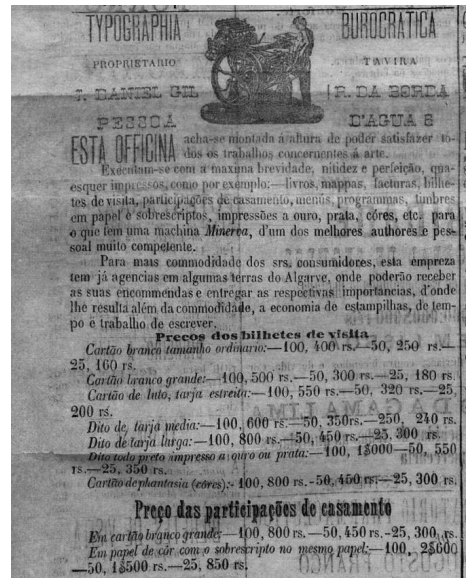 TYPOGRAPHIA BUROCRATICA
PROPRIETARIO TAVIRA
J. DANIEL GIL R. DA BORDA
PESSOA D'AGUA 8
ESTA OFFICINA acha-se montada á altura de poder satisfazer to-
dos os trabalhos concernentes á arte.
Executam-se com a maxima brevidade, nitidez e perfeição, qua-
esquer impressos, como por exemplo:—livros, mappas, facturas, bilhe-
tes de visita, participações de casamento, menus, programmas, timbres
em papel e sobrescriptos, impressões a ouro, prata, côres, etc. para
o que tem uma machina Minerva, d'um dos melhores authores e pes-
soal muito competente.
Para mais commodidade dos srs. consumidores, esta empreza
tem já agencias em algumas terras do Algarve, onde poderão receber
as suas encommendas e entregar as respectivas importancias, d'onde
lhe resulta além da commodidade, a economia de estampilhas, de tem-
po e trabalho de escrever.
Precos dos bilhetes de visita
Cartão branco tamanho ordinario:—100, 400 rs.—50, 250 rs.—
25, 160 rs.
Cartão branco grande:—100, 500 rs.—50, 300 rs.—25, 180 rs.
Cartão de luto, tarja estreita:—100, 550 rs.—50, 320 rs.—25,
200 rs.
Dito de, tarja media:—100, 600 rs.—50, 350rs.—250, 240 rs.
Dito de tarja larga:—100, 800 rs.—50, 450 rs.—25, 300 rs.
Dito todo preto impresso a ouro ou prata:—100, 1$000—50, 550
rs.—25, 350 rs.
Cartão de phantasia (côres):-100, 800 rs.-50, 450 rs.—25, 300 rs.
Preço das participações de casamento
Em cartão branco grande:—100, 800 rs.—50, 450 rs.-25, 300 rs.
Em papel de côr com o sobrescripto no mesmo papel:—100, 2$600
—50, 1$500 rs.—25, 850 rs.